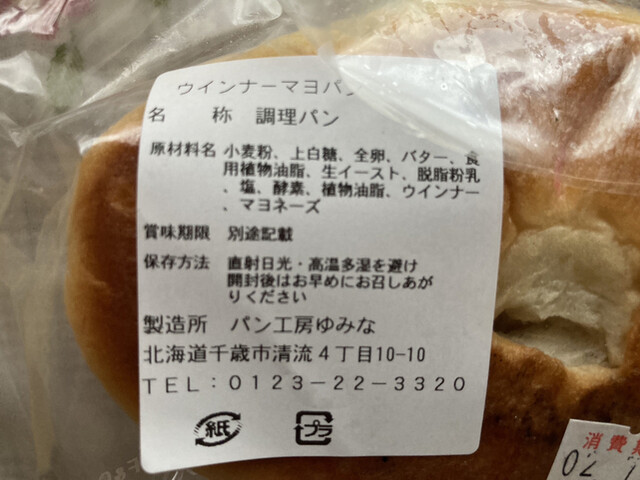 ウインナーマヨパン
名 称 調理パン
原材料名 小麦粉、上白糖、全卵、バター、食
用植物油脂、生イースト、脱脂粉乳
、塩、酵素、植物油脂、ウインナー
、マヨネーズ
賞味期限 別途記載
保存方法 直射日光・高温多湿を避け
開封後はお早めにお召しあが
りください
製造所 パン工房ゆみな
北海道千歳市清流4丁目10-10
TEL:0123-22-3320
紙 プラ
消費